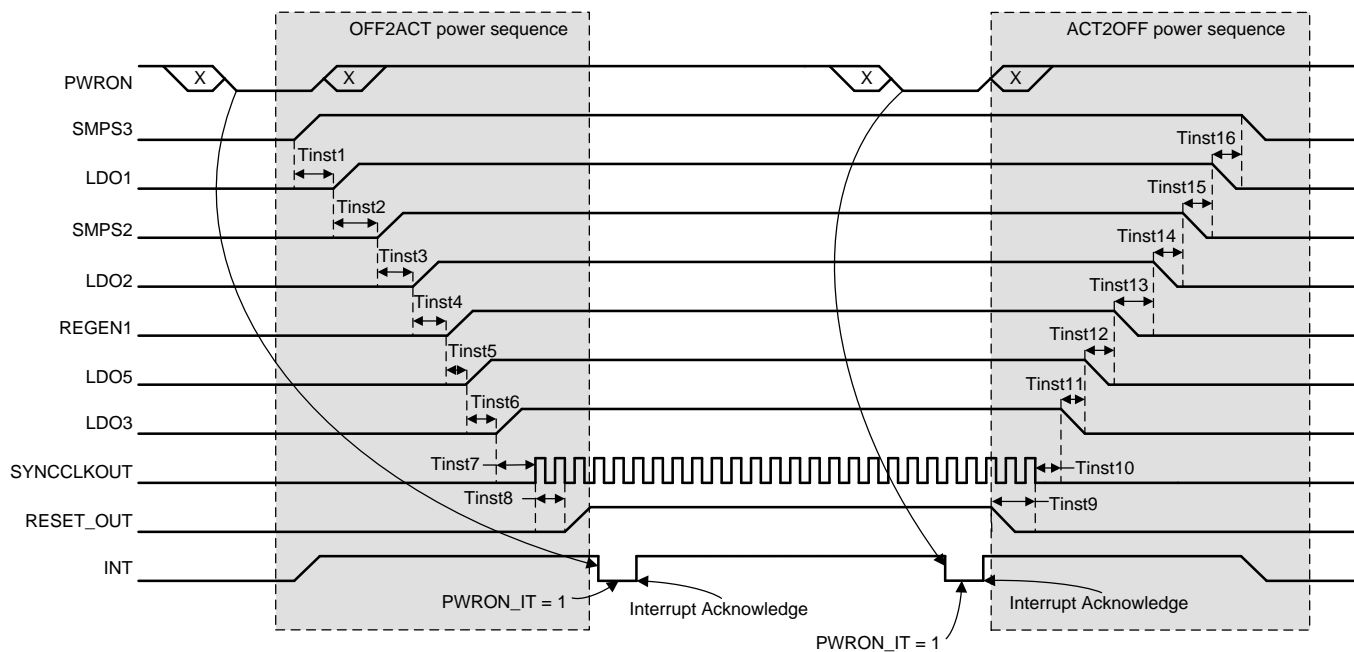 OFF2ACT power sequence
ACT2OFF power sequence
PWRON
X
X
X
X
SMPS3
Tinst1
Tinst16
LDO1
Tinst2
Tinst15
SMPS2
Tinst3
Tinst14
LDO2
Tinst4
Tinst13
REGEN1
Tinst5
Tinst12
LDO5
Tinst6
Tinst11
LDO3
Tinst7
Tinst10
SYNCCLKOUT
Tinst8
Tinst9
RESET_OUT
INT
PWRON_IT = 1
Interrupt Acknowledge
Interrupt Acknowledge
PWRON_IT = 1